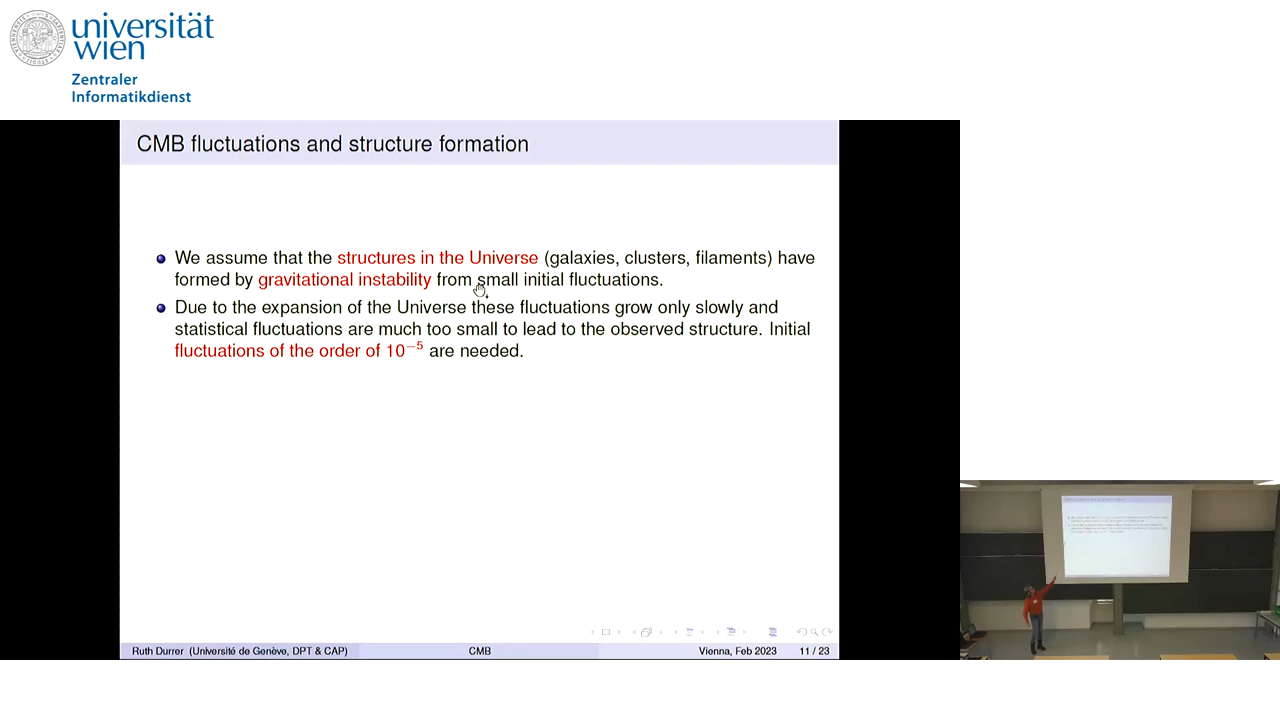 universität
wien
Zentraler
Informatikdienst
CMB fluctuations and structure formation
We assume that the structures in the Universe (galaxies, clusters, filaments) have
formed by gravitational instability from small initial fluctuations.
Due to the expansion of the Universe these fluctuations grow only slowly and
statistical fluctuations are much too small to lead to the observed structure. Initial
fluctuations of the order of 10⁻⁵ are needed.
Ruth Durrer (Université de Genève, DPT & CAP) CMB Vienna, Feb 2023 11 / 23